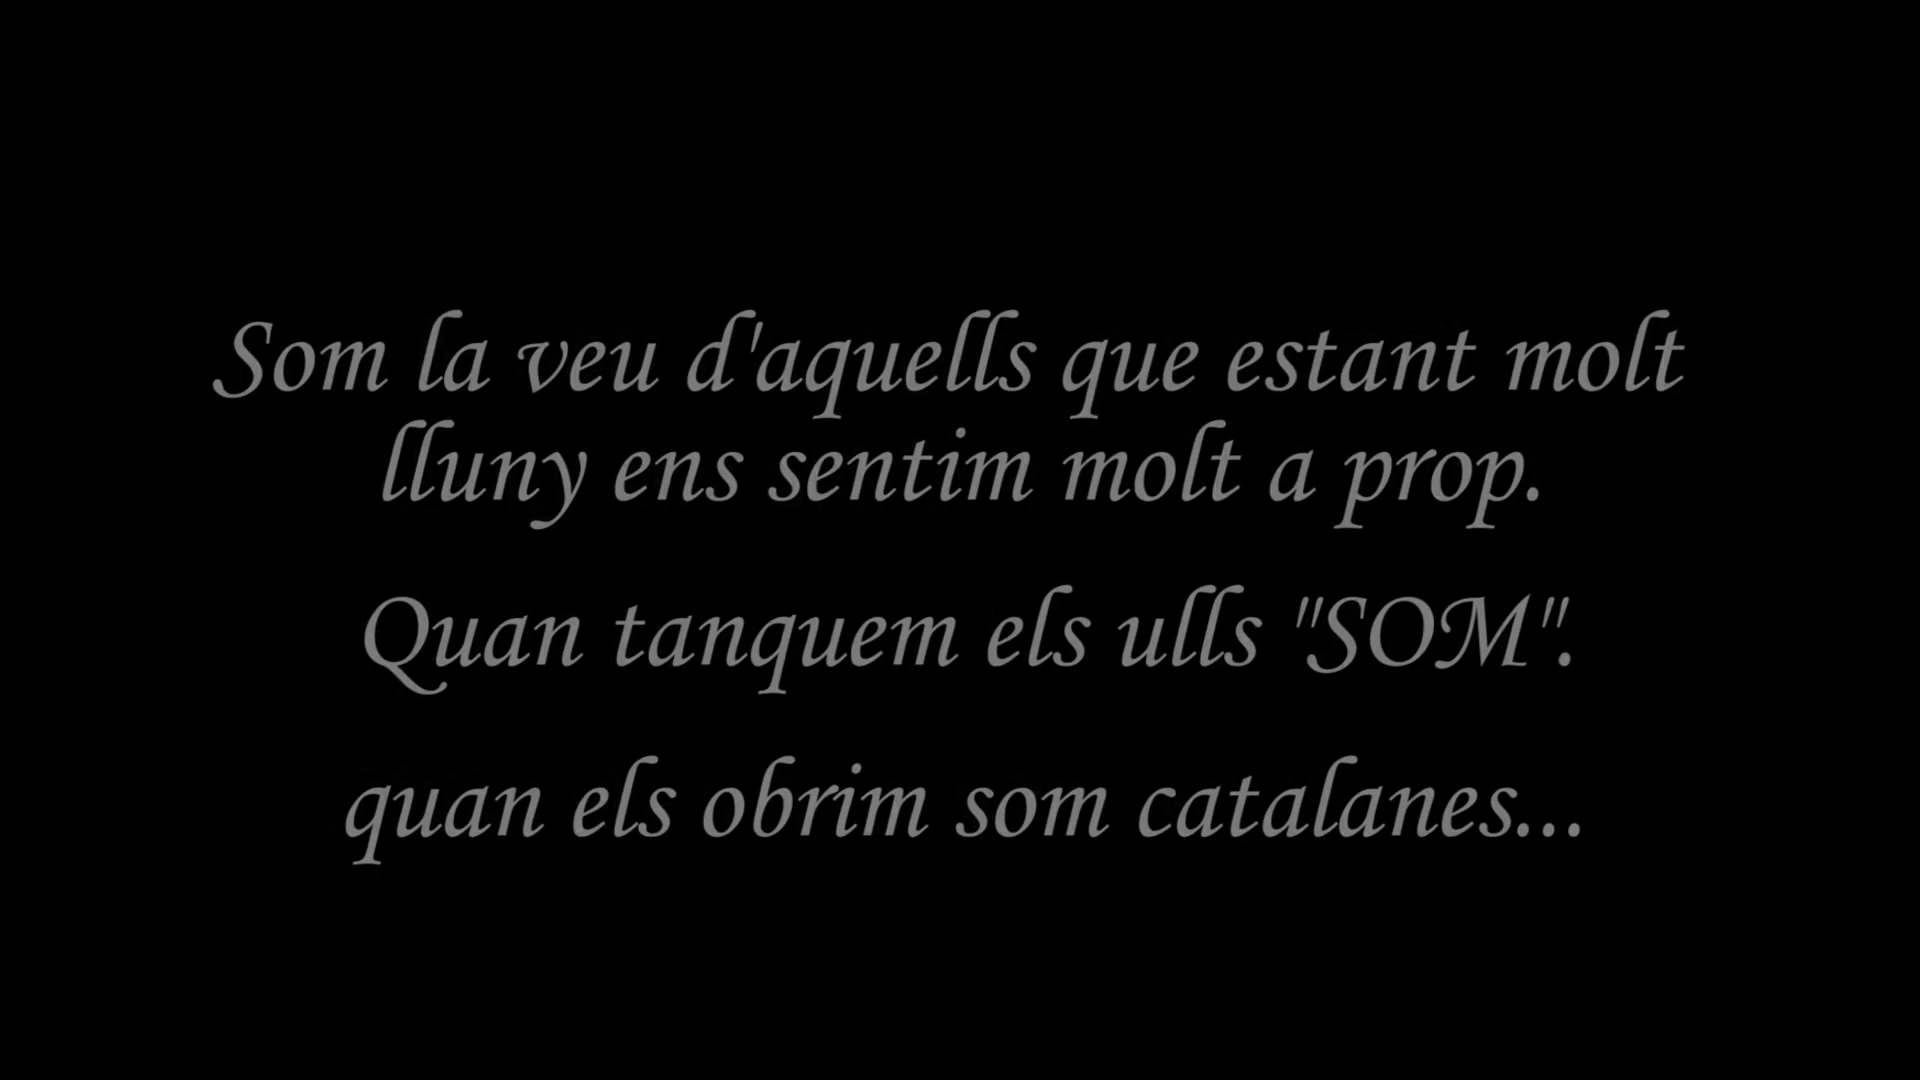 Som la veu d'aquells que estant molt
lluny ens sentim molt a prop.
Quan tanquem els ulls "SOM".
quan els obrim som catalanes...